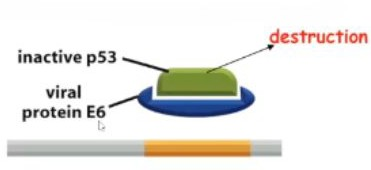 destruction
inactive p53
viral
protein E6